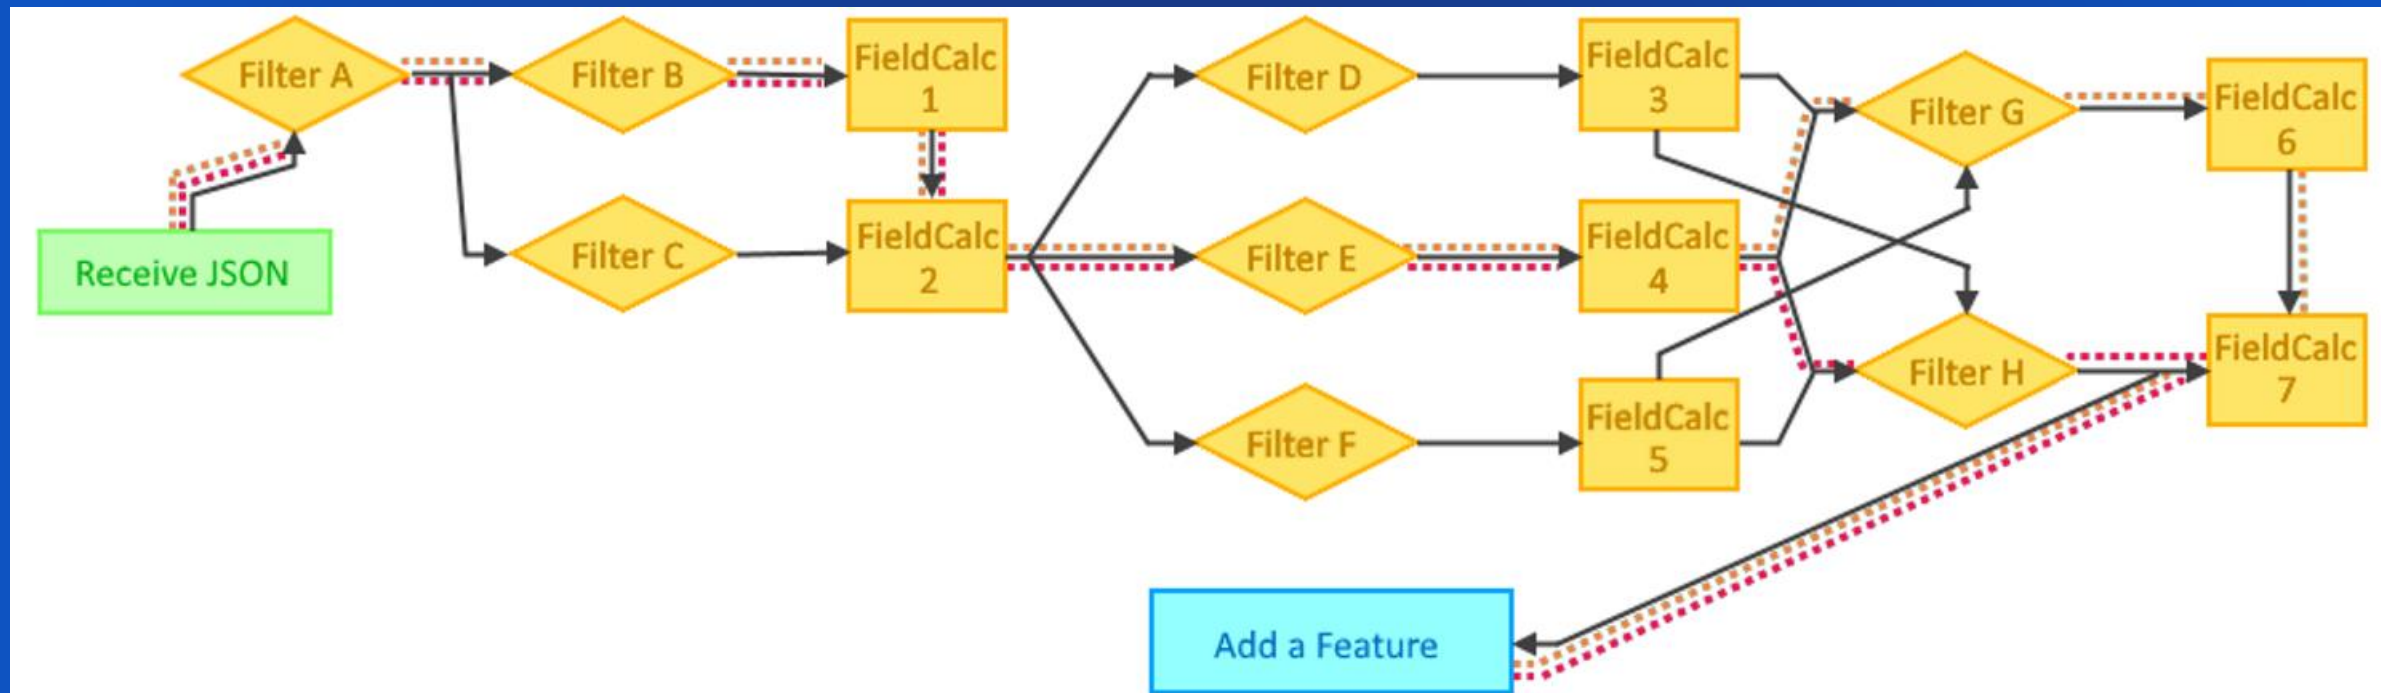 Filter A
Filter B
FieldCalc
1
Filter D
FieldCalc
3
Filter G
FieldCalc
6
Receive JSON
Filter C
FieldCalc
2
Filter E
FieldCalc
4
Filter F
FieldCalc
5
Filter H
FieldCalc
7
Add a Feature